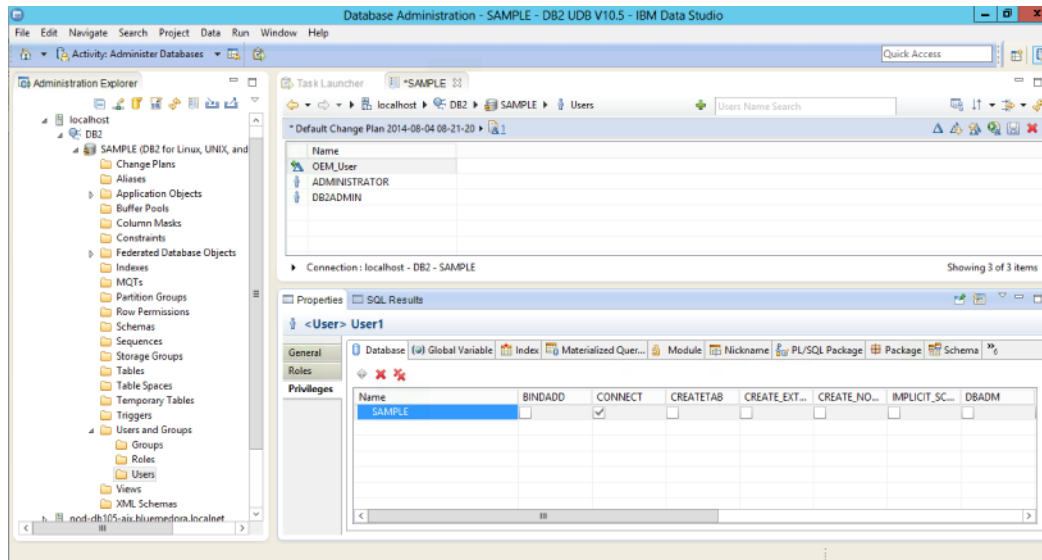 Database Administration - SAMPLE - DB2 UDB V10.5 - IBM Data Studio
File Edit Navigate Search Project Data Run Window Help
Activity: Administer Databases
Quick Access
Administration Explorer
localhost
DB2
SAMPLE (DB2 for Linux, UNIX, and
Change Plans
Aliases
Application Objects
Buffer Pools
Column Masks
Constraints
Federated Database Objects
Indexes
MQTs
Partition Groups
Row Permissions
Schemas
Sequences
Storage Groups
Tables
Table Spaces
Temporary Tables
Triggers
Users and Groups
Groups
Roles
Users
Views
XML Schemas
nod-db105-aix.bluemedora.localnet
Task Launcher *SAMPLE
localhost DB2 SAMPLE Users
Users Name Search
* Default Change Plan 2014-08-04 08-21-20 1
Name
OEM_User
ADMINISTRATOR
DB2ADMIN
Connection : localhost - DB2 - SAMPLE
Showing 3 of 3 items
Properties SQL Results
<User> User1
General
Roles
Privileges
Database Global Variable Index Materialized Quer... Module Nickname PL/SQL Package Package Schema »6
Name BINDADD CONNECT CREATETAB CREATE_EXT... CREATE_NO... IMPLICIT_SC... DBADM
SAMPLE